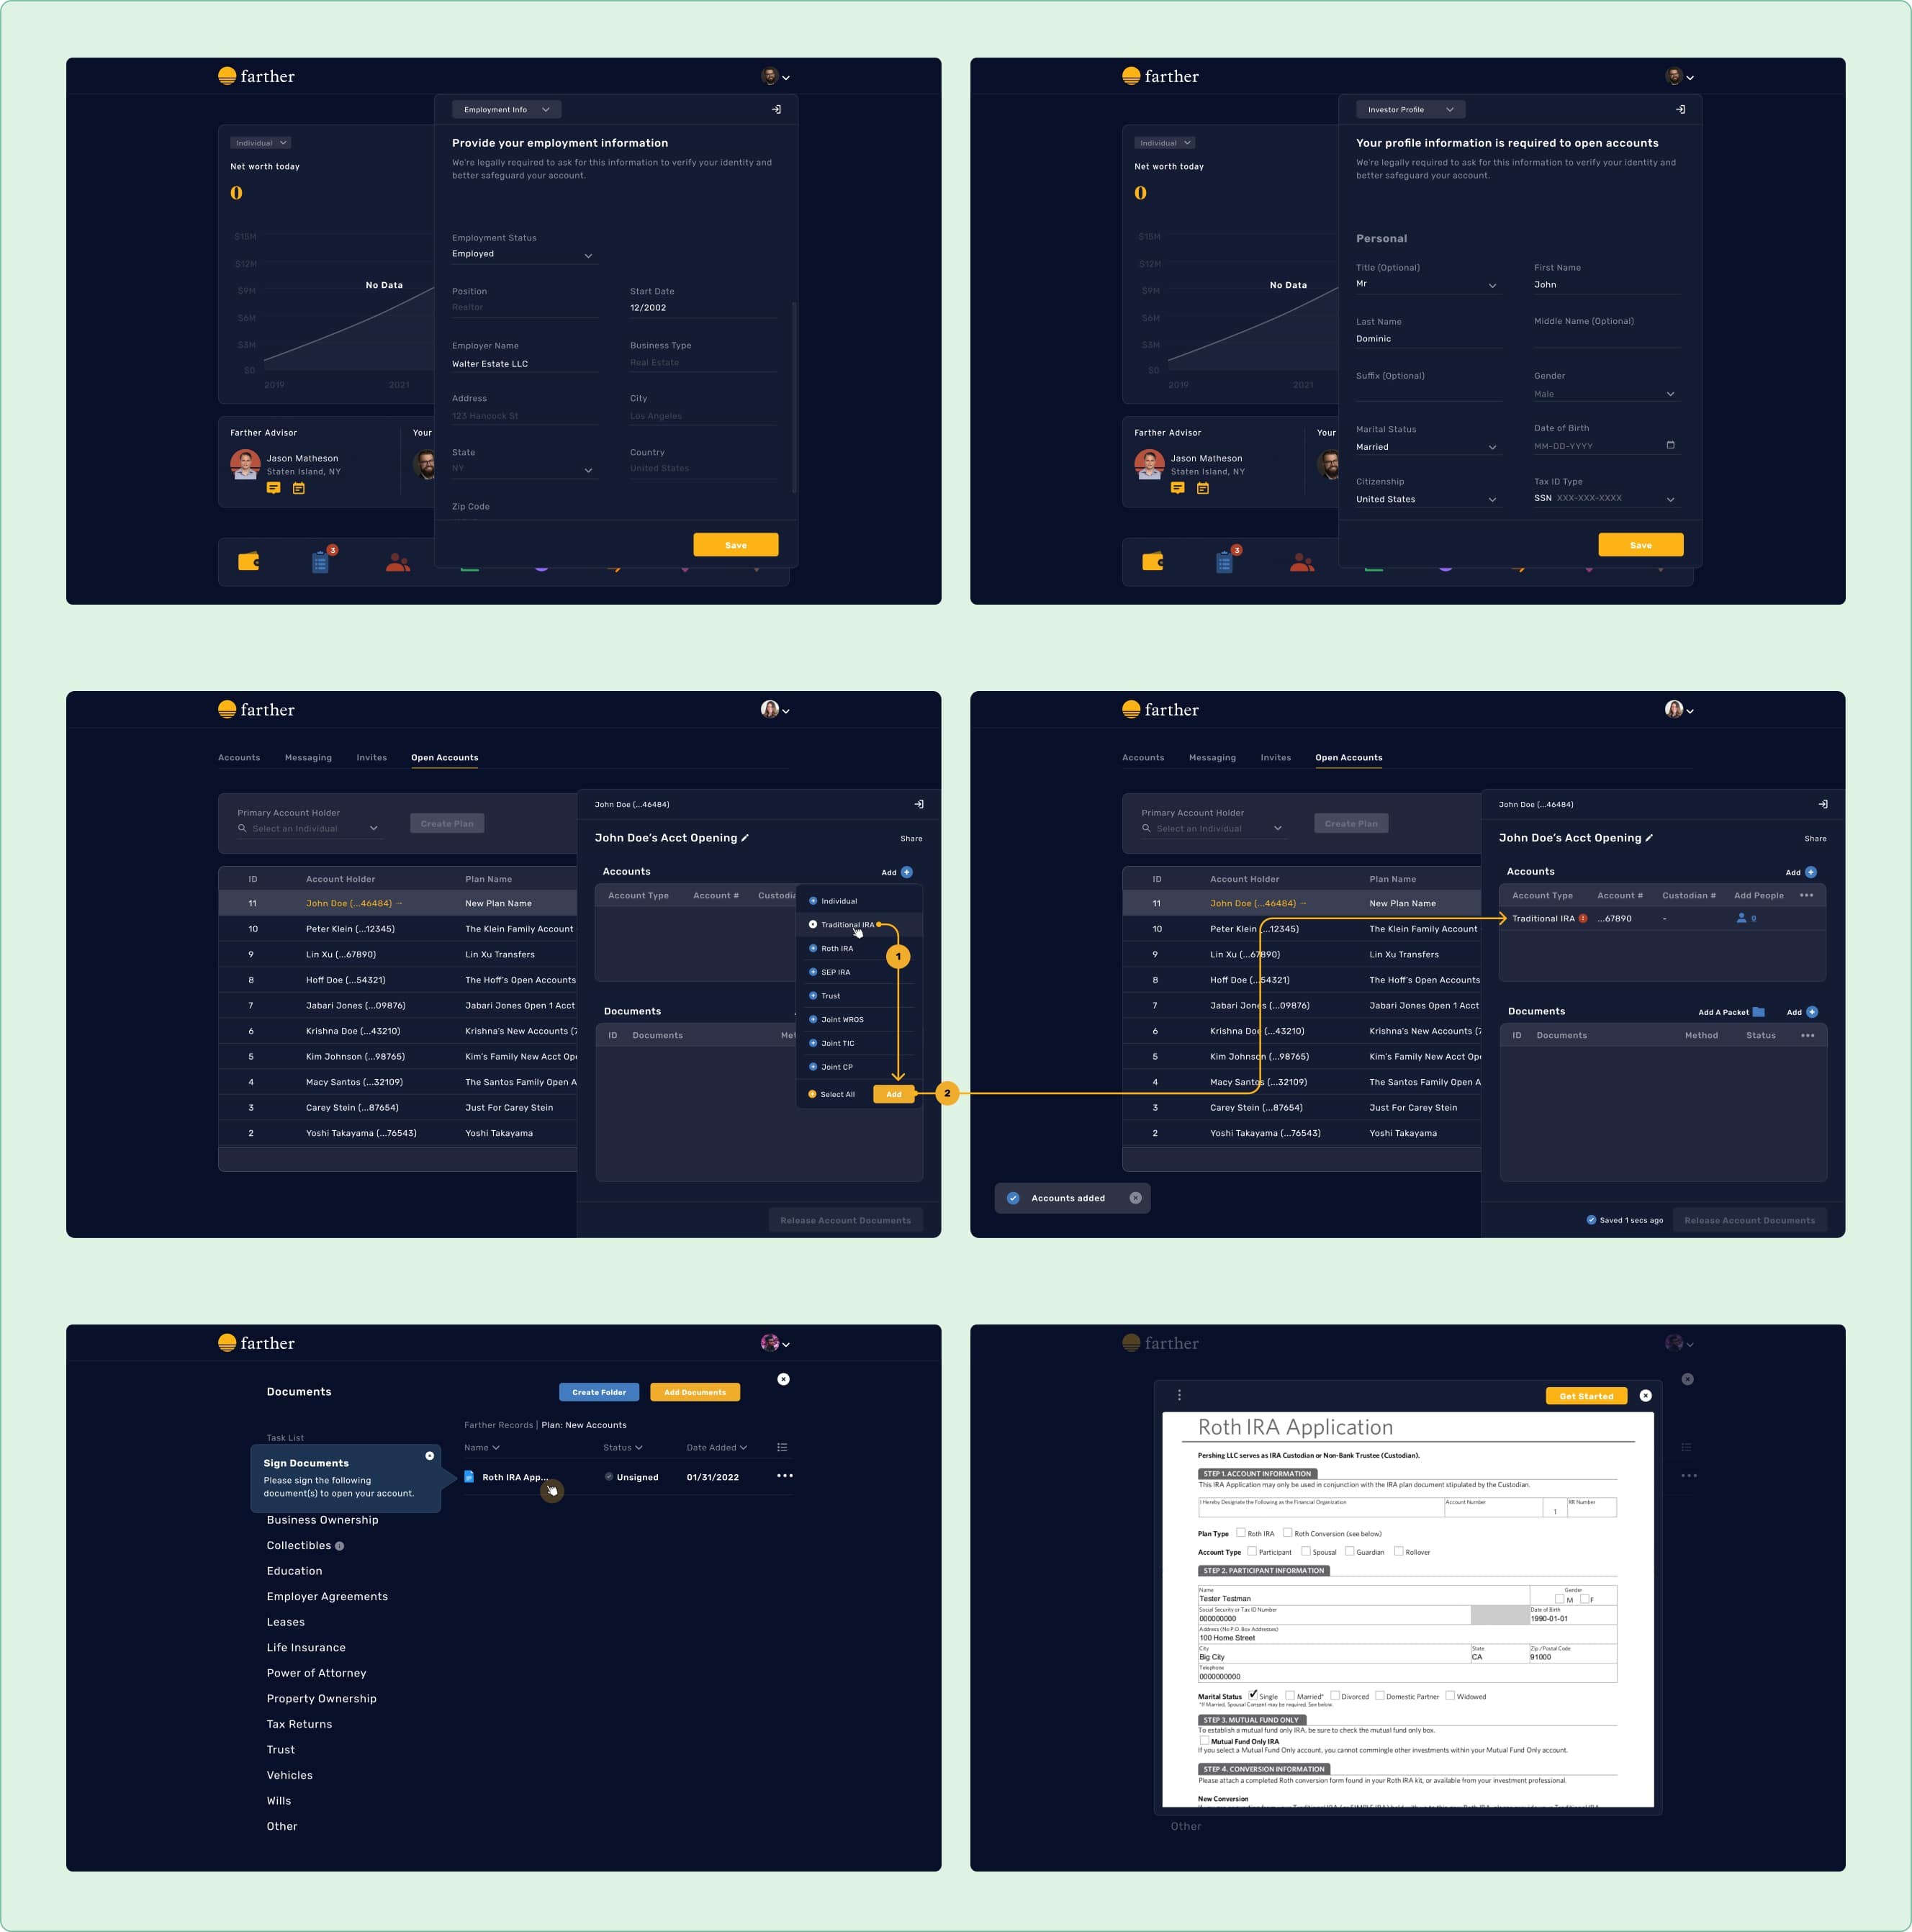 farther
Employment Info
Individual
Net worth today
0
$15M
$12M
$9M
$6M
$3M
$0
No Data
2019
2021
Provide your employment information
We're legally required to ask for this information to verify your identity and
better safeguard your account.
Employment Status
Employed
Position
Start Date
Realtor
12/2002
Employer Name
Business Type
Walter Estate LLC
Real Estate
Address
City
123 Hancock St
Los Angeles
State
Country
NY
United States
Zip Code
Save
Farther Advisor
Your
Jason Matheson
Staten Island, NY
3
farther
Investor Profile
Individual
Net worth today
0
$15M
$12M
$9M
$6M
$3M
$0
No Data
2019
2021
Your profile information is required to open accounts
We're legally required to ask for this information to verify your identity and
better safeguard your account.
Personal
Title (Optional)
First Name
Mr
John
Last Name
Middle Name (Optional)
Dominic
Suffix (Optional)
Gender
Male
Marital Status
Date of Birth
Married
MM-DD-YYYY
Citizenship
Tax ID Type
United States
SSN XXX-XXX-XXXX
Save
Farther Advisor
Your
Jason Matheson
Staten Island, NY
3
farther
Accounts Messaging Invites Open Accounts
Primary Account Holder
Select an Individual
Create Plan
ID Account Holder Plan Name
11 John Doe (...46484) → New Plan Name
10 Peter Klein (...12345) The Klein Family Account
9 Lin Xu (...67890) Lin Xu Transfers
8 Hoff Doe (...54321) The Hoff's Open Accounts
7 Jabari Jones (...09876) Jabari Jones Open 1 Acct
6 Krishna Doe (...43210) Krishna's New Accounts (7
5 Kim Johnson (...98765) Kim's Family New Acct Ope
4 Macy Santos (...32109) The Santos Family Open A
3 Carey Stein (...87654) Just For Carey Stein
2 Yoshi Takayama (...76543) Yoshi Takayama
John Doe (...46484)
John Doe's Acct Opening
Share
Accounts
Add
Account Type Account # Custodia
Individual
Traditional IRA
Roth IRA
SEP IRA
Trust
Joint WROS
Joint TIC
Joint CP
Select All
Add
1
2
Documents
ID Documents Met
Release Account Documents
farther
Accounts Messaging Invites Open Accounts
Primary Account Holder
Select an Individual
Create Plan
ID Account Holder Plan Name
11 John Doe (...46484) → New Plan Name
10 Peter Klein (...12345) The Klein Family Account
9 Lin Xu (...67890) Lin Xu Transfers
8 Hoff Doe (...54321) The Hoff's Open Accounts
7 Jabari Jones (...09876) Jabari Jones Open 1 Acct
6 Krishna Doe (...43210) Krishna's New Accounts (7
5 Kim Johnson (...98765) Kim's Family New Acct Ope
4 Macy Santos (...32109) The Santos Family Open A
3 Carey Stein (...87654) Just For Carey Stein
2 Yoshi Takayama (...76543) Yoshi Takayama
Accounts added
John Doe (...46484)
John Doe's Acct Opening
Share
Accounts
Add
Account Type Account # Custodian # Add People
Traditional IRA ...67890 - 0
Documents
Add A Packet
Add
ID Documents Method Status
Saved 1 secs ago
Release Account Documents
farther
Documents
Create Folder
Add Documents
Farther Records | Plan: New Accounts
Task List
Name Status Date Added
Roth IRA App... Unsigned 01/31/2022
Sign Documents
Please sign the following
document(s) to open your account.
Business Ownership
Collectibles
Education
Employer Agreements
Leases
Life Insurance
Power of Attorney
Property Ownership
Tax Returns
Trust
Vehicles
Wills
Other
farther
Get Started
Roth IRA Application
Pershing LLC serves as IRA Custodian or Non-Bank Trustee (Custodian).
STEP 1. ACCOUNT INFORMATION
This IRA Application may only be used in conjunction with the IRA plan document stipulated by the Custodian.
I Hereby Designate the Following as the Financial Organization
Account Number
1
RR Number
Plan Type Roth IRA Roth Conversion (see below)
Account Type Participant Spousal Guardian Rollover
STEP 2. PARTICIPANT INFORMATION
Name
Gender
Tester Testman
M F
Social Security or Tax ID Number
Date of Birth
000000000
1990-01-01
Address (No P.O. Box Addresses)
100 Home Street
City State Zip/Postal Code
Big City CA 91000
Telephone
0000000000
Marital Status Single Married* Divorced Domestic Partner Widowed
*If Married, Spousal Consent may be required. See below.
STEP 3. MUTUAL FUND ONLY
To establish a mutual fund only IRA, be sure to check the mutual fund only box.
Mutual Fund Only IRA
If you select a Mutual Fund Only account, you cannot commingle other investments within your Mutual Fund Only account.
STEP 4. CONVERSION INFORMATION
Please attach a completed Roth conversion form found in your Roth IRA kit, or available from your investment professional.
New Conversion
Other